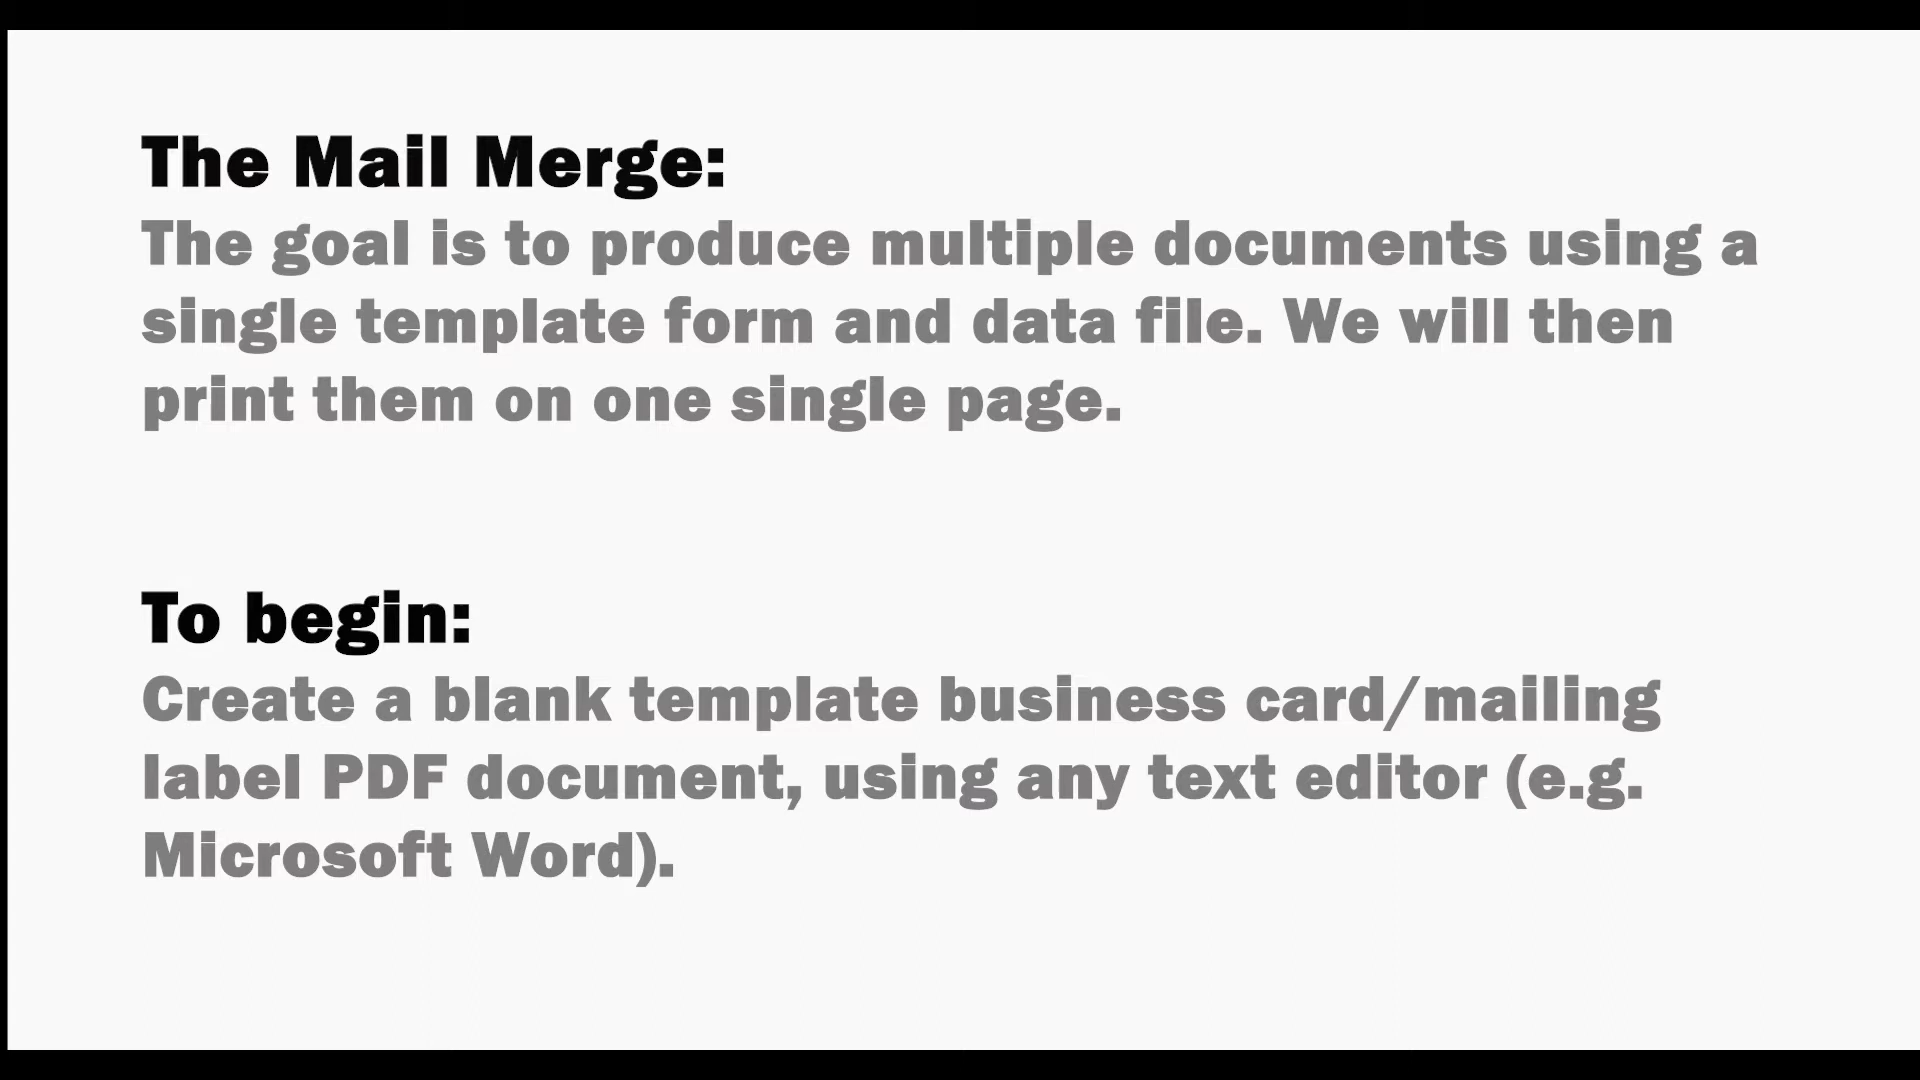 The Mail Merge:
The goal is to produce multiple documents using a
single template form and data file. We will then
print them on one single page.
To begin:
Create a blank template business card/mailing
label PDF document, using any text editor (e.g.
Microsoft Word).